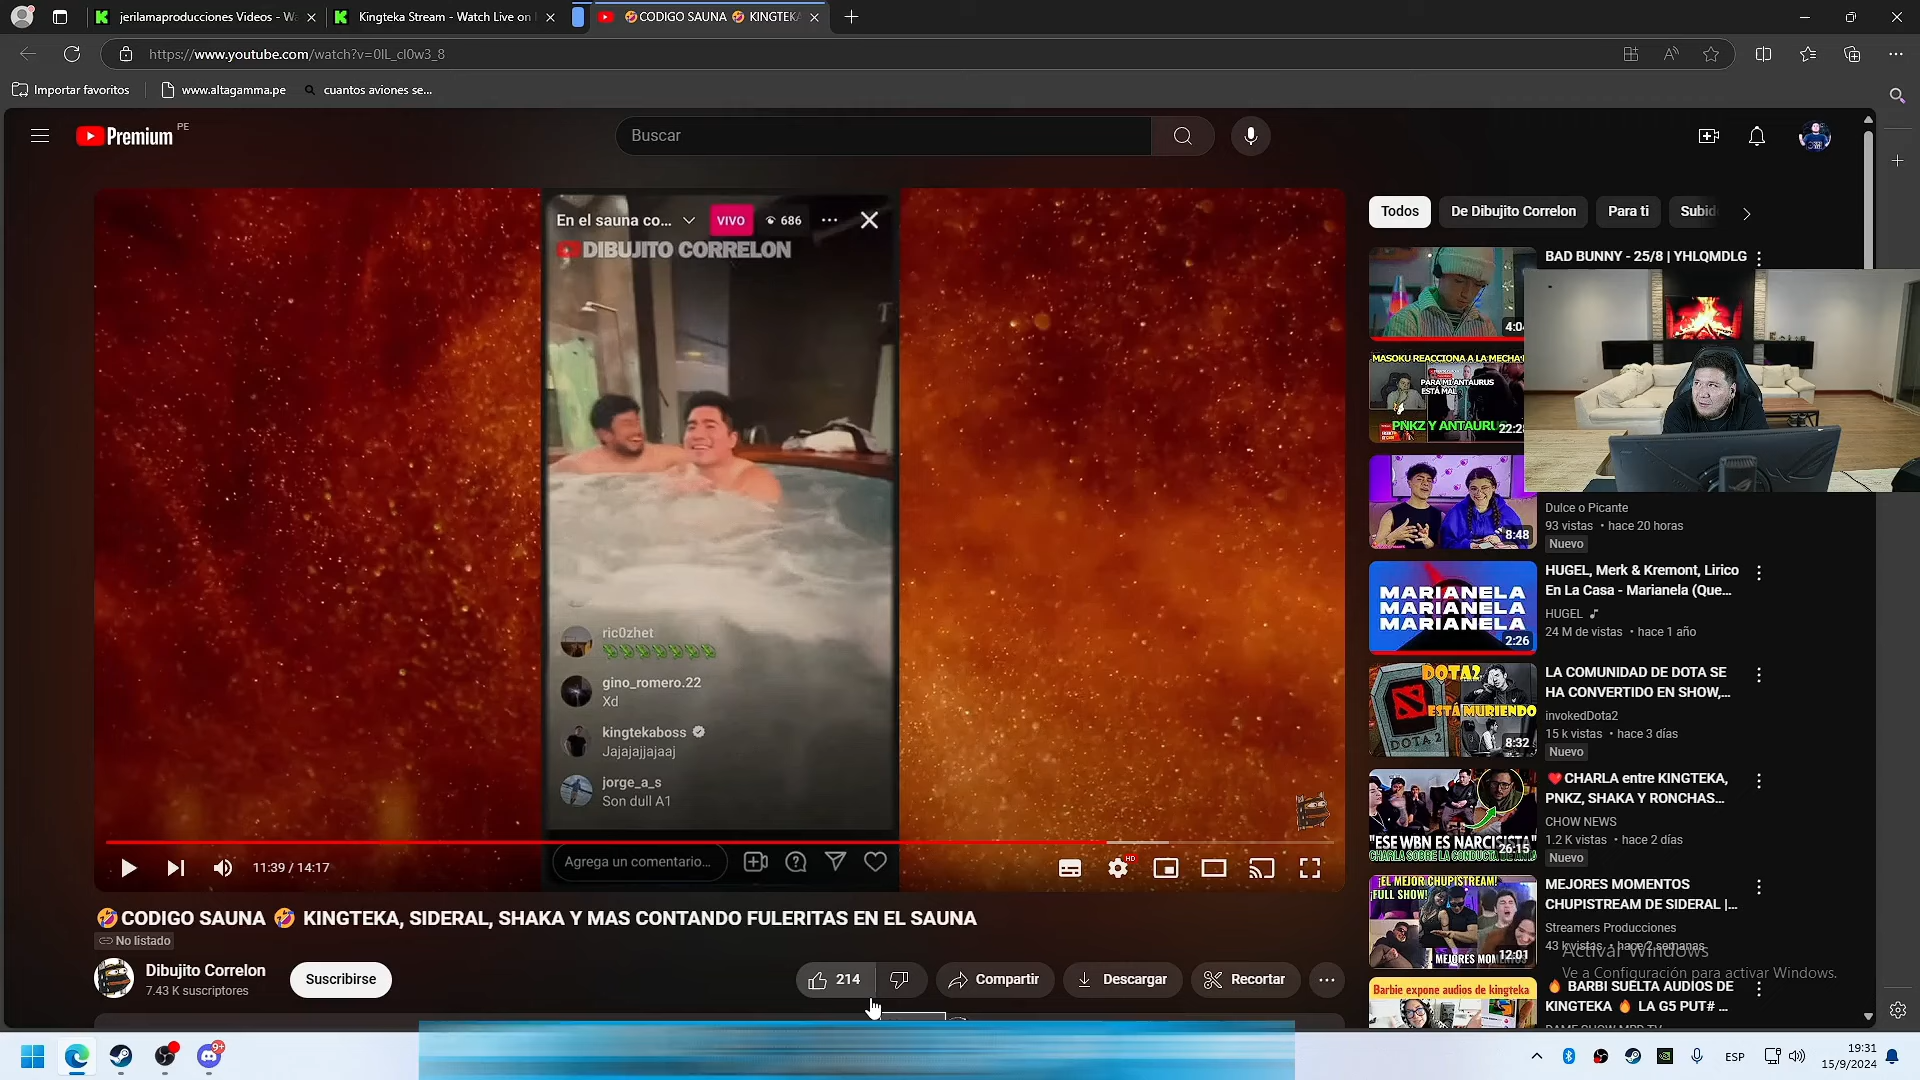 jerilamaproducciones Videos - Wa
Kingteka Stream - Watch Live on
CODIGO SAUNA 🤣 KINGTEKA
https://www.youtube.com/watch?v=0IL_cl0w3_8
Importar favoritos
www.altagamma.pe
cuantos aviones se...
Premium PE
Buscar
En el sauna co...
VIVO
686
DIBUJITO CORRELON
ric0zhet
gino_romero.22
Xd
kingtekaboss
Jajajajjajaaj
jorge_a_s
Son dull A1
Agrega un comentario...
11:39 / 14:17
HD
🤣CODIGO SAUNA 🤣 KINGTEKA, SIDERAL, SHAKA Y MAS CONTANDO FULERITAS EN EL SAUNA
No listado
Dibujito Correlon
7.43 K suscriptores
Suscribirse
214
Compartir
Descargar
Recortar
Todos
De Dibujito Correlon
Para ti
Subid
BAD BUNNY - 25/8 | YHLQMDLG
4:04
MASOKU REACCIONA A LA MECHA
PARA MI ANTAURUS
ESTÁ MAL
PNKZ Y ANTAURU
22:28
8:48
Dulce o Picante
93 vistas • hace 20 horas
Nuevo
MARIANELA
MARIANELA
MARIANELA
2:26
HUGEL, Merk & Kremont, Lirico
En La Casa - Marianela (Que...
HUGEL
24 M de vistas • hace 1 año
DOTA2
ESTÁ MURIENDO
DOTA 2
8:32
LA COMUNIDAD DE DOTA SE
HA CONVERTIDO EN SHOW,...
invokedDota2
15 k vistas • hace 3 días
Nuevo
"ESE WBN ES NARCISISTA"
26:15
❤️CHARLA entre KINGTEKA,
PNKZ, SHAKA Y RONCHAS...
CHOW NEWS
1.2 K vistas • hace 2 días
Nuevo
¡EL MEJOR CHUPISTREAM!
¡FULL SHOW!
MEJORES MOM
12:01
MEJORES MOMENTOS
CHUPISTREAM DE SIDERAL |...
Streamers Producciones
43 k vistas • hace 2 semanas
Activar Windows
Ve a Configuración para activar Windows.
Barbie expone audios de kingteka
🔥 BARBI SUELTA AUDIOS DE
KINGTEKA 🔥 LA G5 PUT# ...
9+
ESP
19:31
15/9/2024